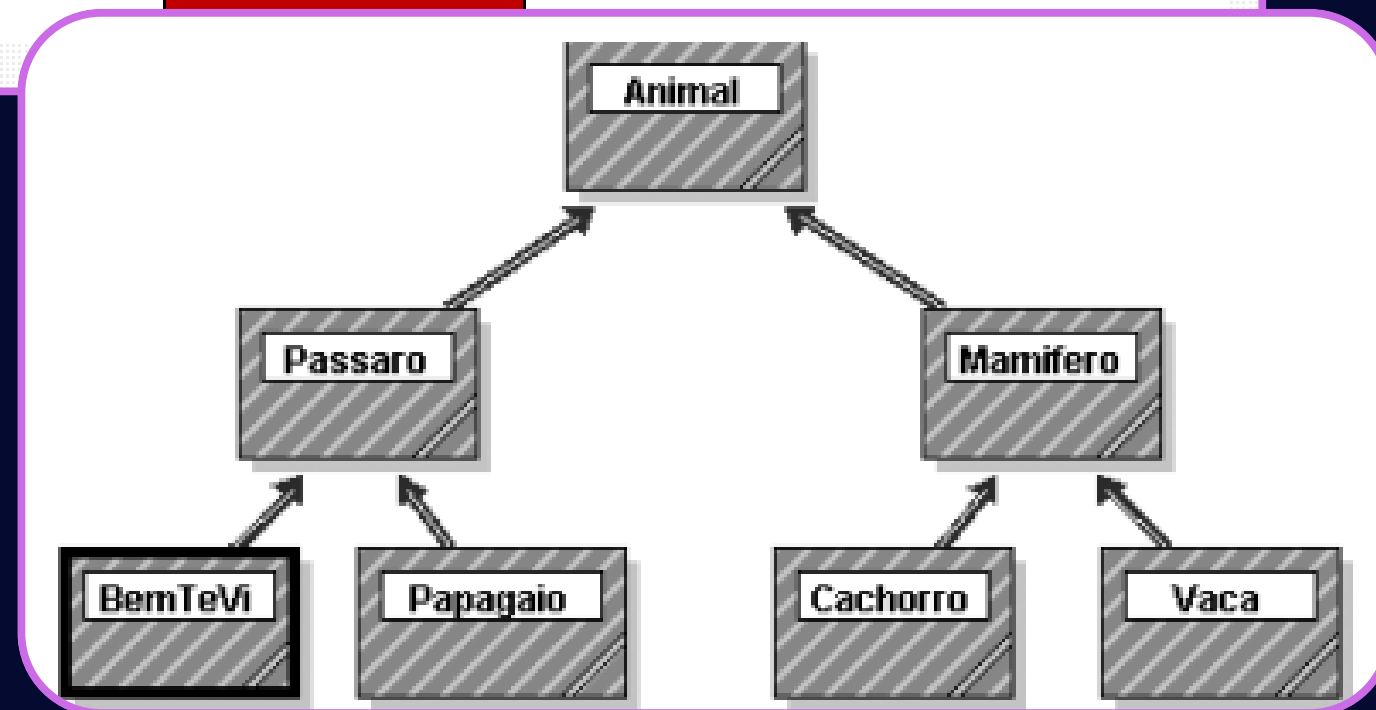 Animal
Passaro
Mamifero
BemTeVi
Papagaio
Cachorro
Vaca